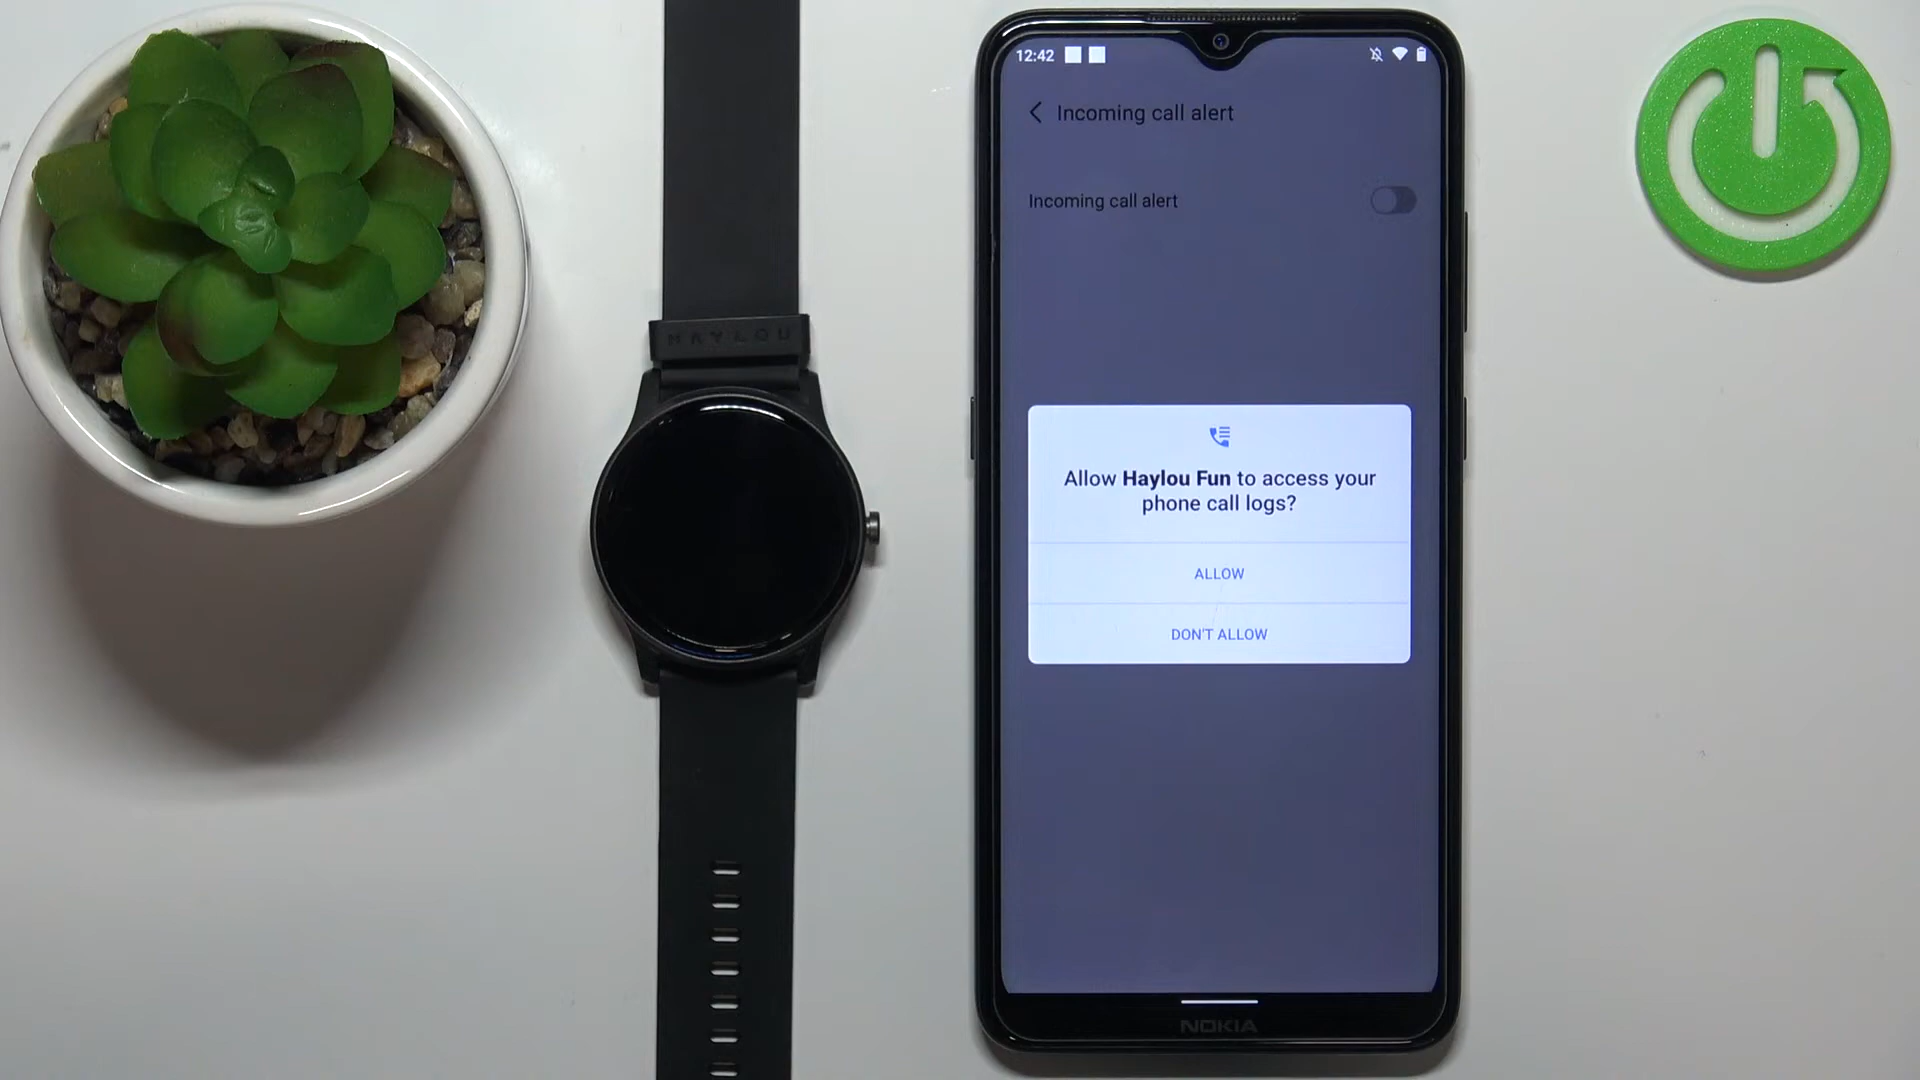 12:42
Incoming call alert
Incoming call alert
HAYLOU
Allow Haylou Fun to access your
phone call logs?
ALLOW
DON'T ALLOW
NOKIA